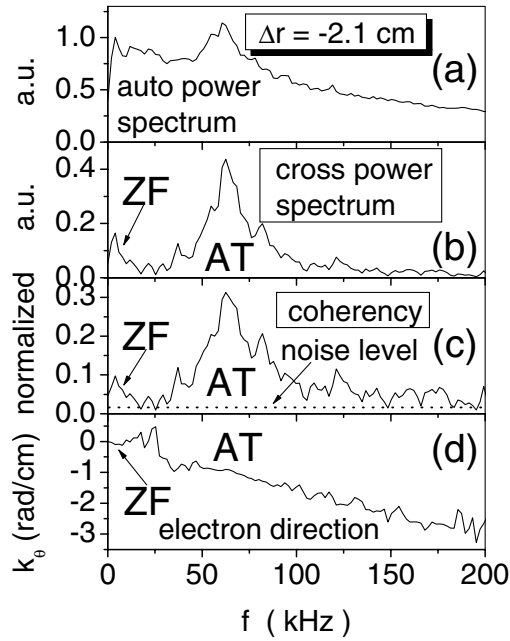 Δr = -2.1 cm
(a)
auto power
spectrum
a.u.
1.0
0.5
0.0
cross power
spectrum
ZF
AT
(b)
a.u.
0.4
0.2
0.0
coherency
noise level
ZF
AT
(c)
normalized
0.3
0.2
0.1
0.0
AT
(d)
ZF
electron direction
kθ (rad/cm)
0
-1
-2
-3
0 50 100 150 200
f ( kHz )